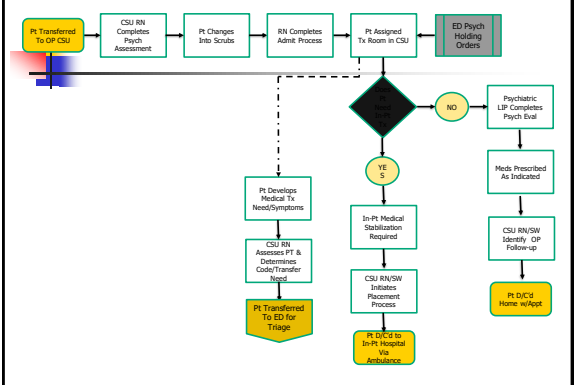 Pt Transferred
To OP CSU
CSU RN
Completes
Psych
Assessment
Pt Changes
Into Scrubs
RN Completes
Admit Process
Pt Assigned
Tx Room in CSU
ED Psych
Holding
Orders
Pt
Need
In-Pt
NO
Psychiatric
LIP Completes
Psych Eval
YE
S
Meds Prescribed
As Indicated
Pt Develops
Medical Tx
Need/Symptoms
In-Pt Medical
Stabilization
Required
CSU RN/SW
Identify OP
Follow-up
CSU RN
Assesses PT &
Determines
Code/Transfer
Need
CSU RN/SW
Initiates
Placement
Process
Pt D/C'd
Home w/Appt
Pt Transferred
To ED for
Triage
Pt D/C'd to
In-Pt Hospital
Via
Ambulance